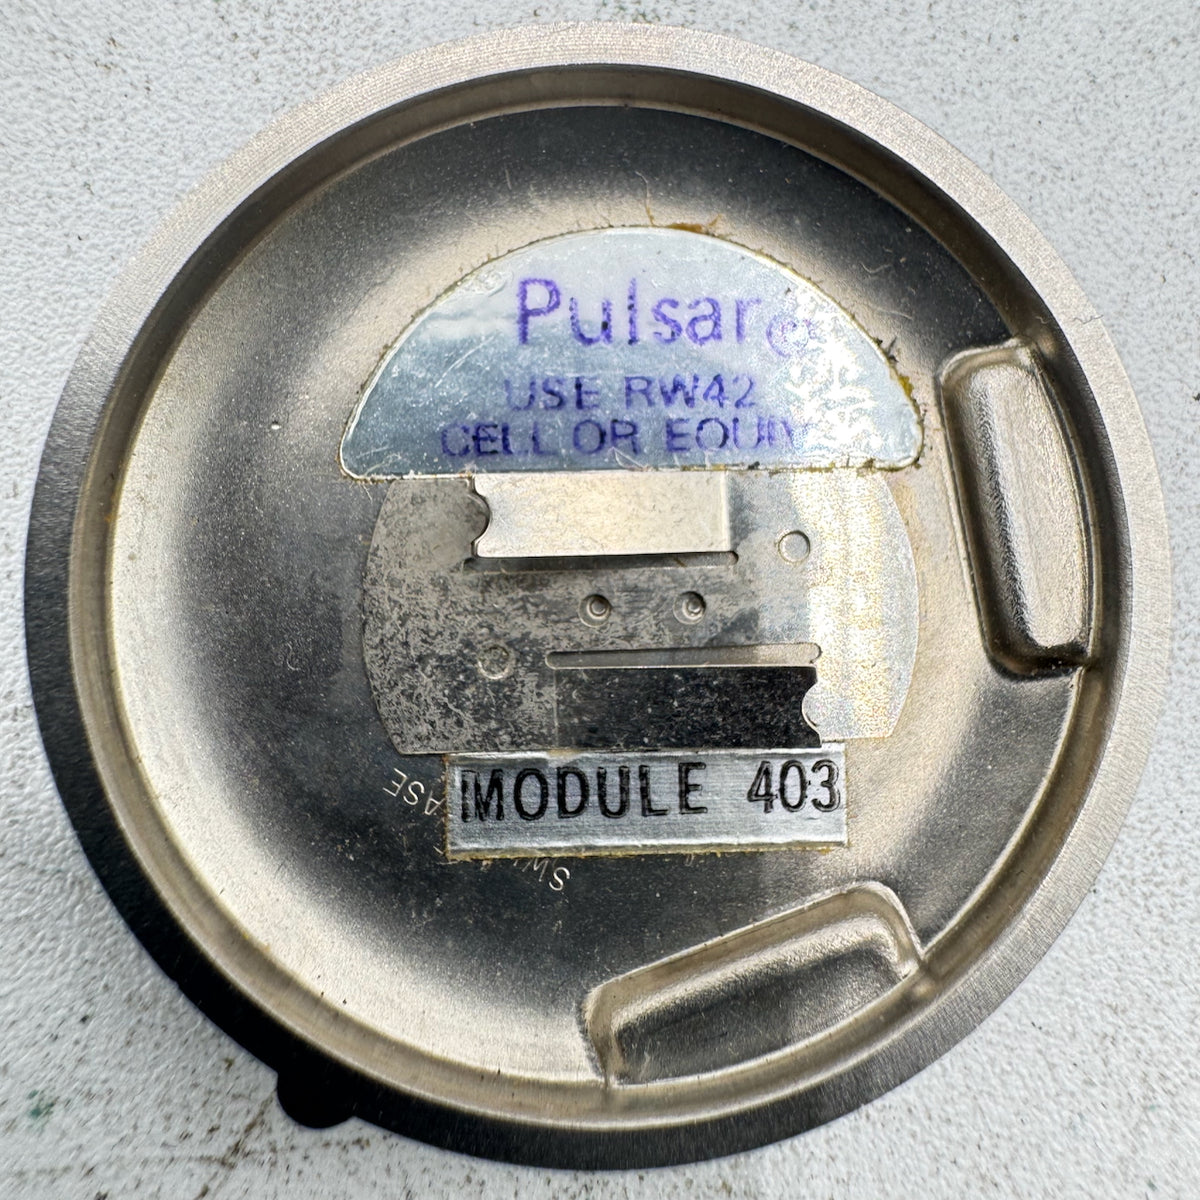 Pulsar®
USE RW42
CELL OR EQUIV
MODULE 403